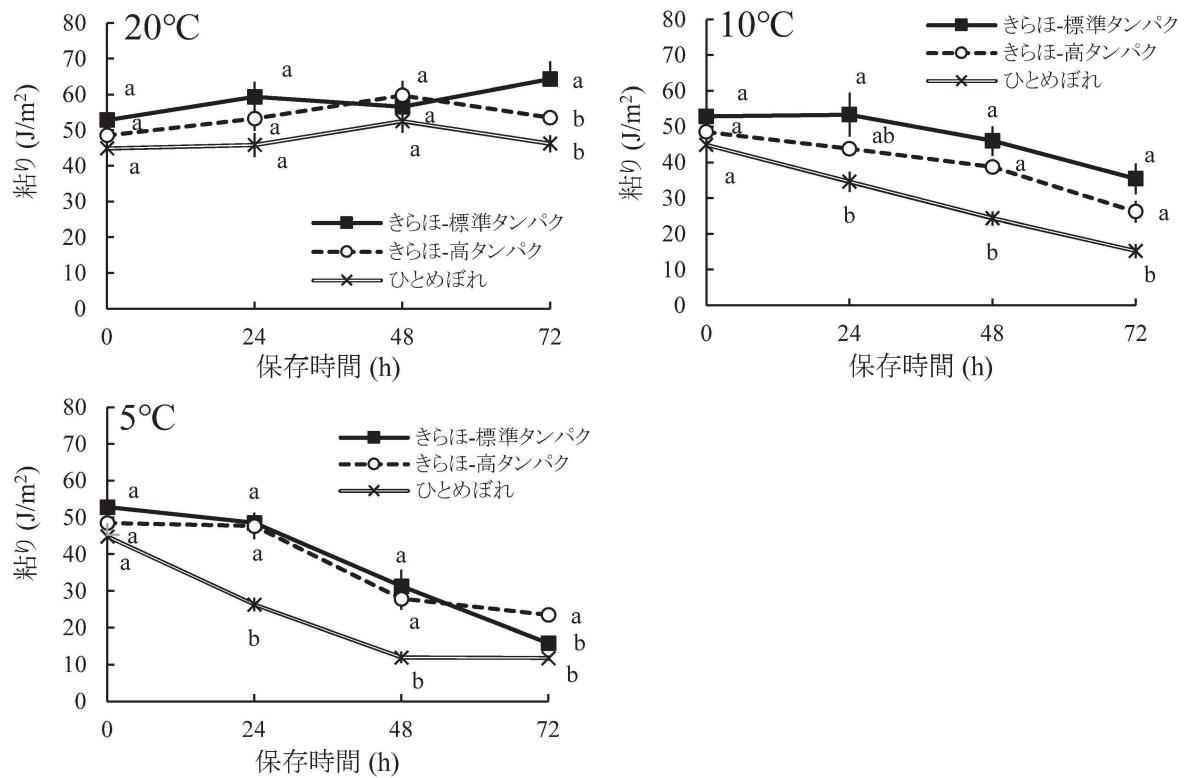 20℃
80
70
60
50
40
30
20
10
0
粘り (J/m²)
a
a
a
a
a
a
a
a
a
a
b
b
きらほ-標準タンパク
きらほ-高タンパク
ひとめぼれ
0
24
48
72
保存時間 (h)
10℃
80
70
60
50
40
30
20
10
0
粘り (J/m²)
きらほ-標準タンパク
きらほ-高タンパク
ひとめぼれ
a
a
a
a
ab
b
a
a
b
a
a
b
0
24
48
72
保存時間 (h)
5℃
80
70
60
50
40
30
20
10
0
粘り (J/m²)
きらほ-標準タンパク
きらほ-高タンパク
ひとめぼれ
a
a
a
a
a
b
a
a
b
a
b
b
0
24
48
72
保存時間 (h)